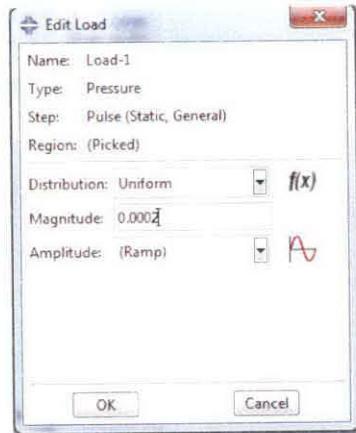 Edit Load
X
Name: Load-1
Type: Pressure
Step: Pulse (Static, General)
Region: (Picked)
Distribution: Uniform f(x)
Magnitude: 0.0002
Amplitude: (Ramp)
OK Cancel